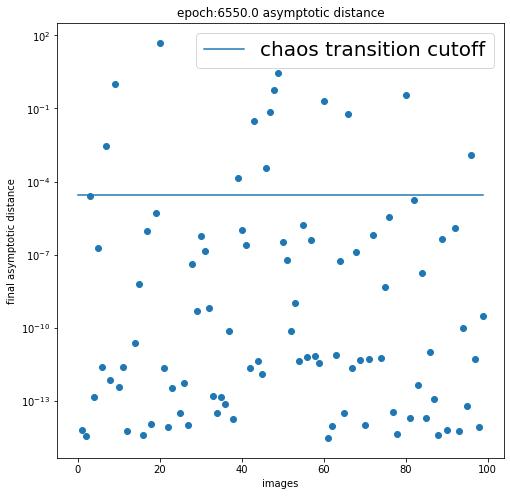 epoch:6550.0 asymptotic distance
chaos transition cutoff
final asymptotic distance
10²
10⁻¹
10⁻⁴
10⁻⁷
10⁻¹⁰
10⁻¹³
0 20 40 60 80 100
images